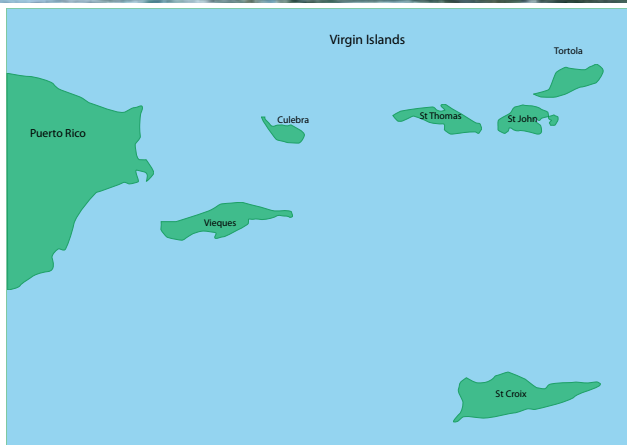 Virgin Islands
Tortola
Culebra
St Thomas
St John
Puerto Rico
Vieques
St Croix